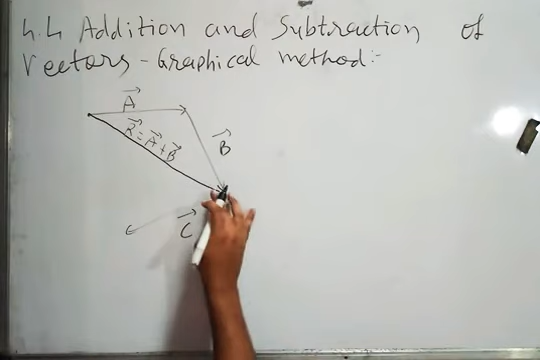 4.4 Addition and Subtraction of
Vectors - Graphical method:-
A⃗
R⃗ = A⃗ + B⃗
B⃗
C⃗